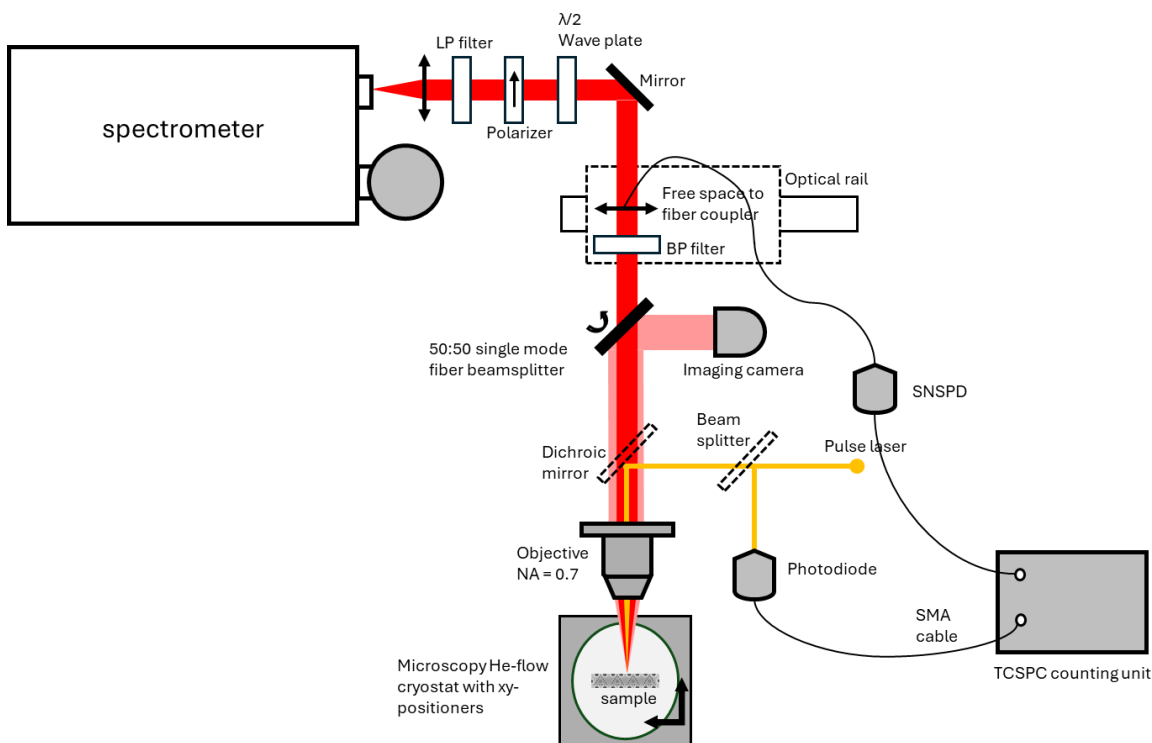 λ/2
Wave plate
LP filter
Mirror
spectrometer
Polarizer
Optical rail
Free space to
fiber coupler
BP filter
50:50 single mode
fiber beamsplitter
Imaging camera
SNSPD
Beam
splitter
Pulse laser
Dichroic
mirror
Objective
NA = 0.7
Photodiode
SMA
cable
TCSPC counting unit
Microscopy He-flow
cryostat with xy-
positioners
sample